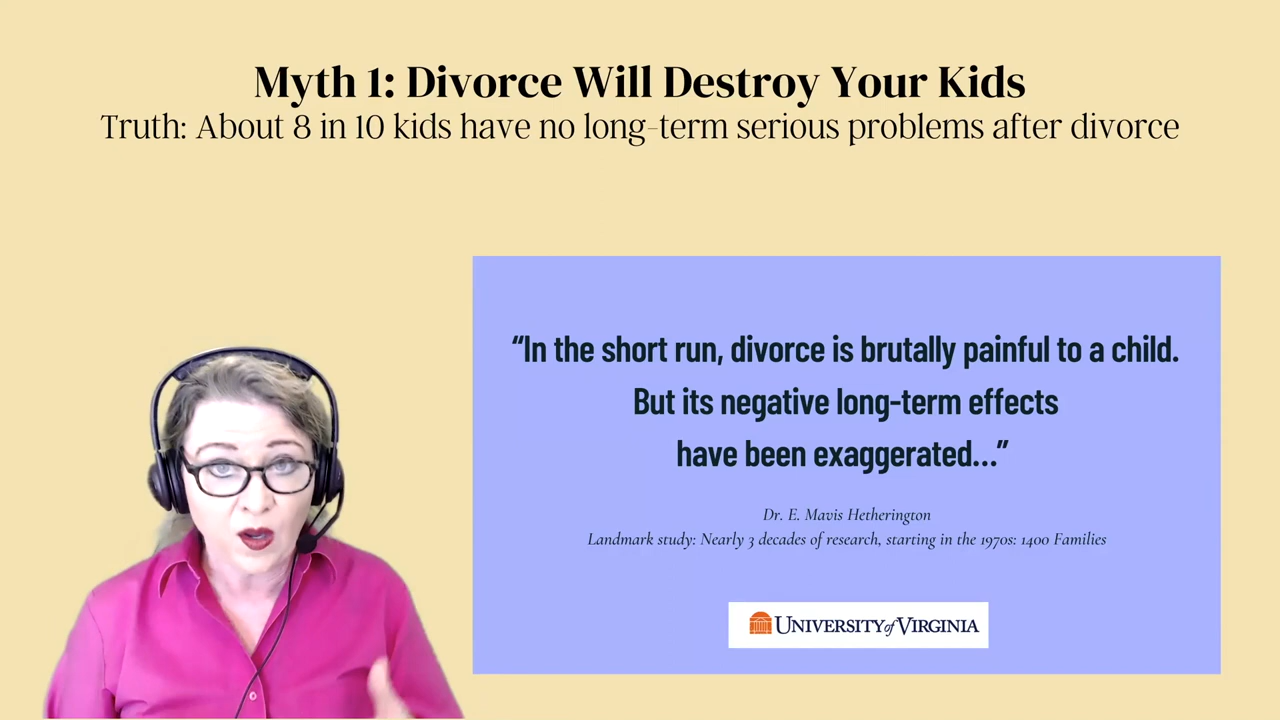 Myth 1: Divorce Will Destroy Your Kids
Truth: About 8 in 10 kids have no long-term serious problems after divorce
“In the short run, divorce is brutally painful to a child.
But its negative long-term effects
have been exaggerated...”
Dr. E. Mavis Hetherington
Landmark study: Nearly 3 decades of research, starting in the 1970s: 1400 Families
UNIVERSITY of VIRGINIA